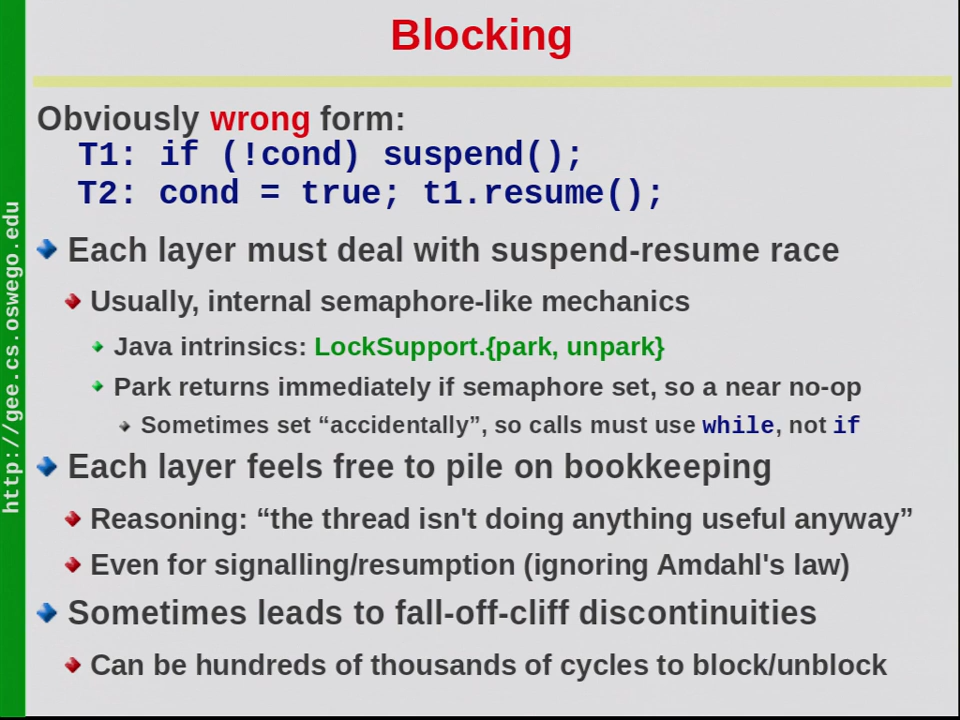 Blocking
Obviously wrong form:
T1: if (!cond) suspend();
T2: cond = true; t1.resume();
Each layer must deal with suspend-resume race
Usually, internal semaphore-like mechanics
Java intrinsics: LockSupport.{park, unpark}
Park returns immediately if semaphore set, so a near no-op
Sometimes set “accidentally”, so calls must use while, not if
Each layer feels free to pile on bookkeeping
Reasoning: “the thread isn't doing anything useful anyway”
Even for signalling/resumption (ignoring Amdahl's law)
Sometimes leads to fall-off-cliff discontinuities
Can be hundreds of thousands of cycles to block/unblock
http://gee.cs.oswego.edu